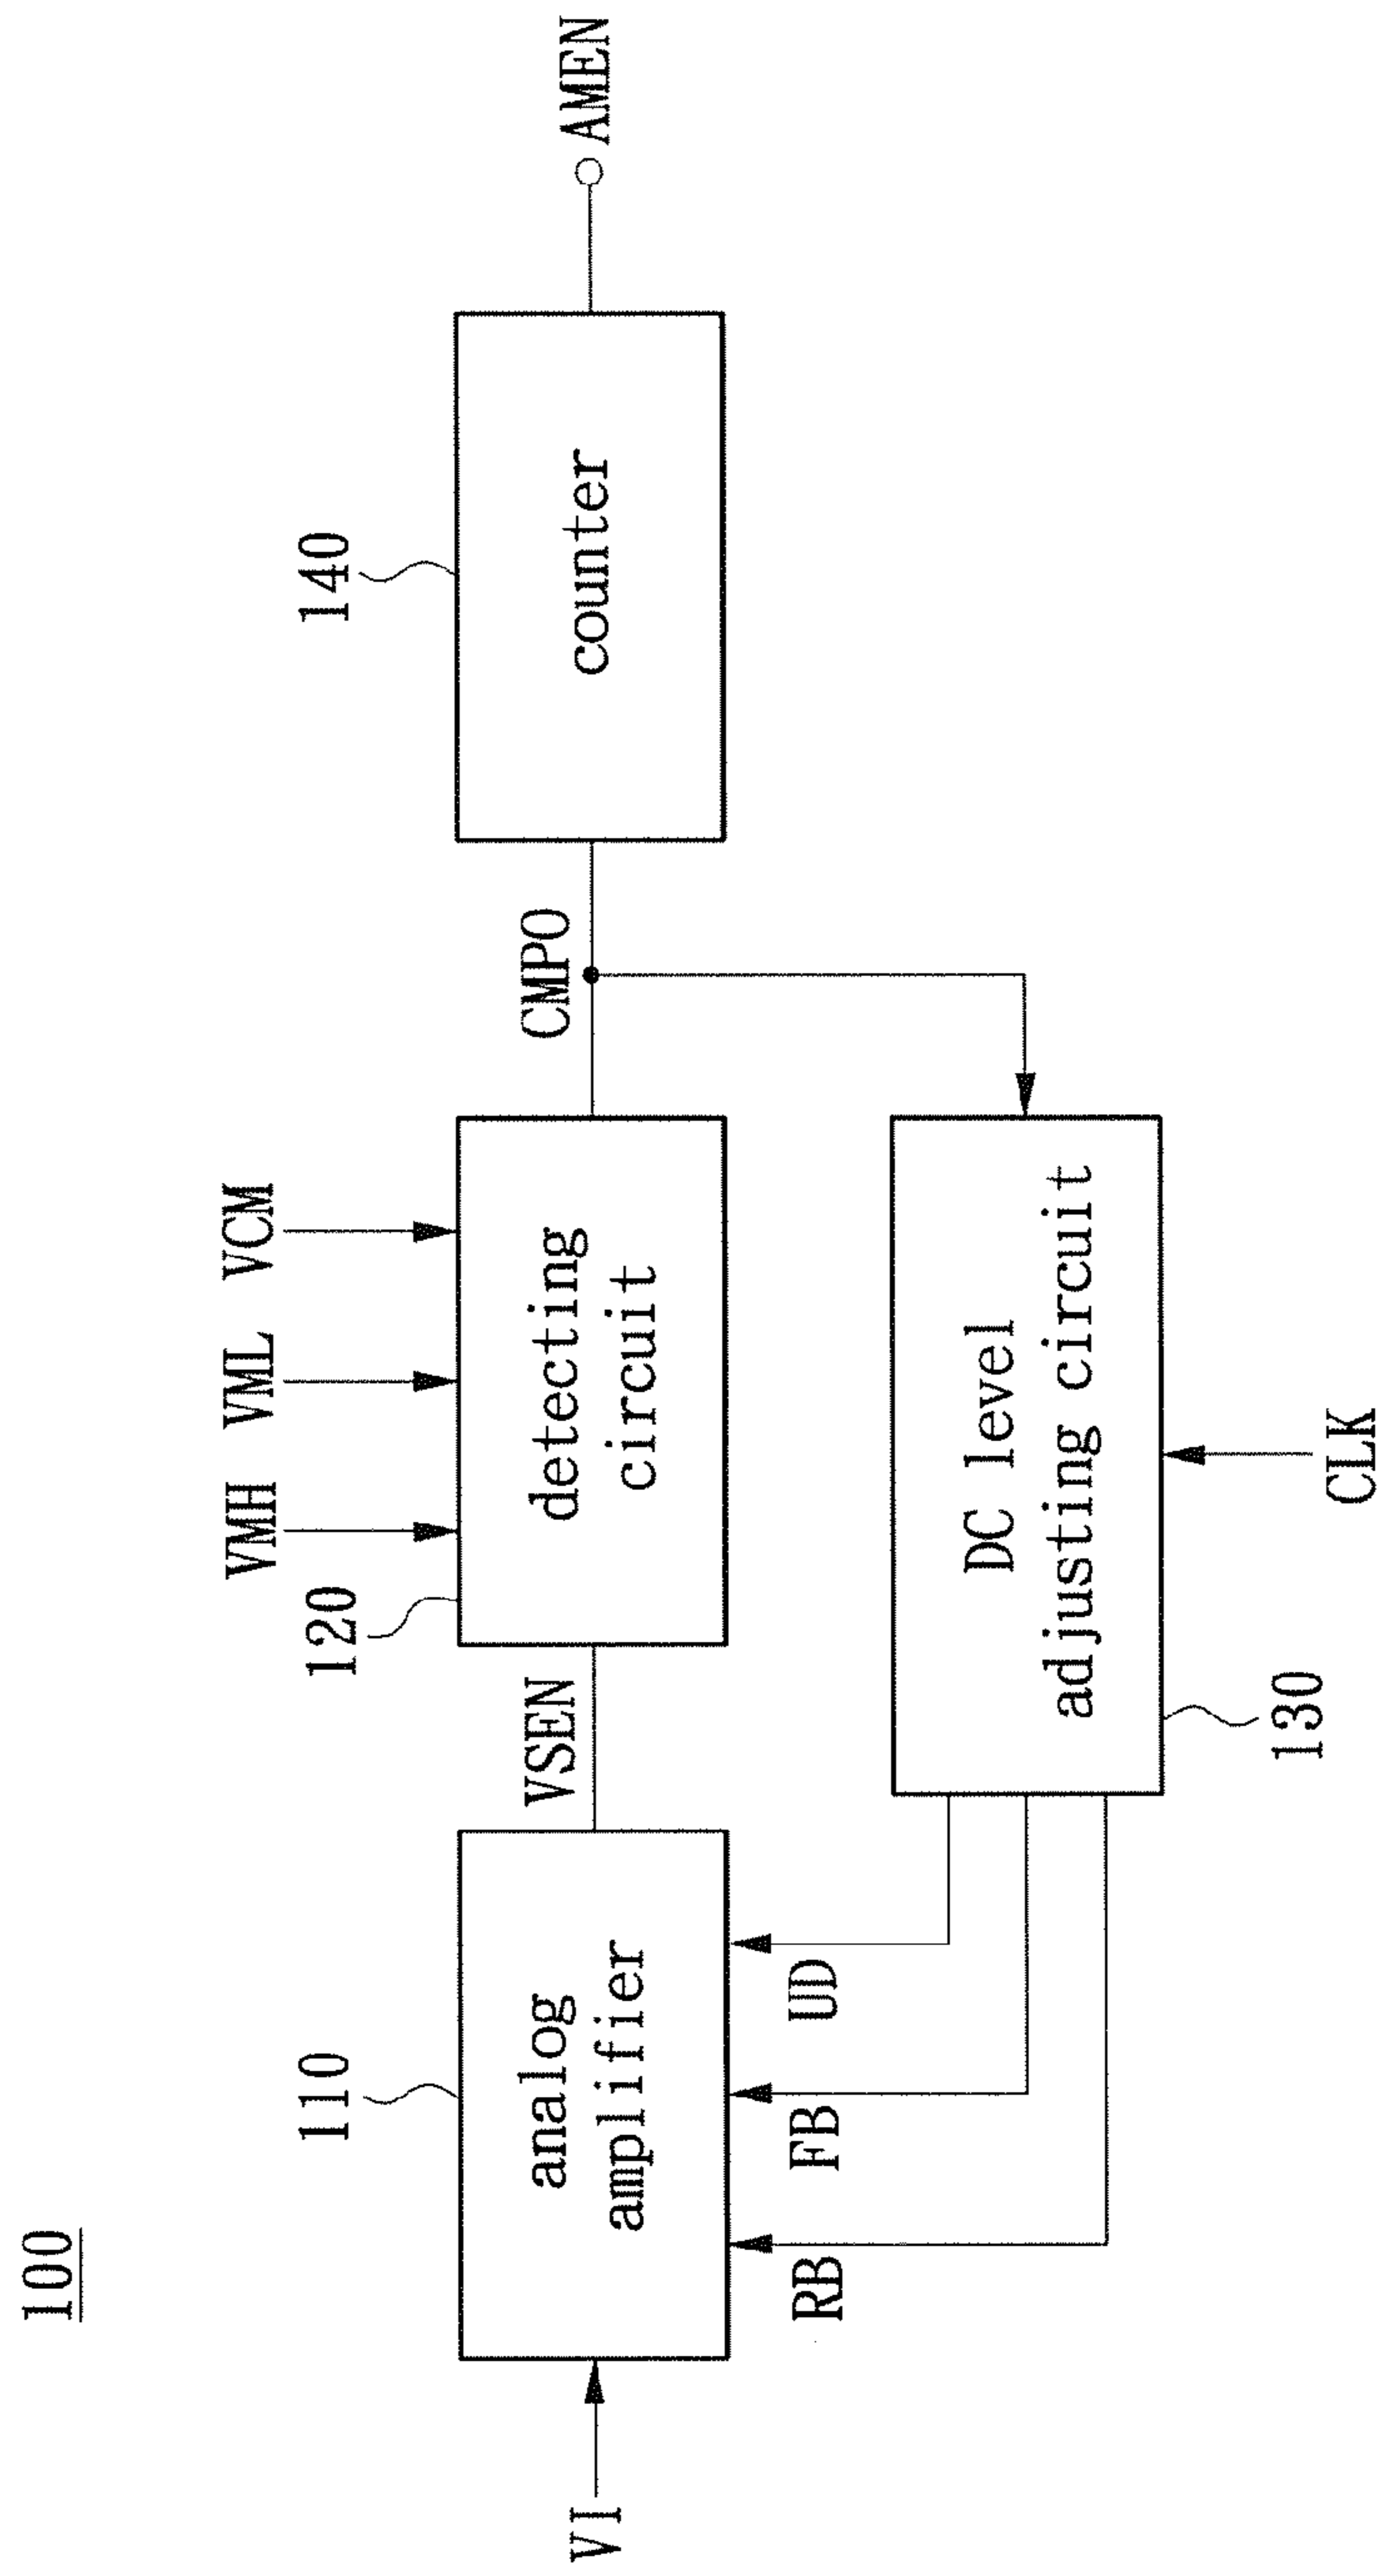 100
VMH
VML
VCM
110
120
140
VI
analog
amplifier
VSEN
detecting
circuit
CMPO
counter
AMEN
RB
FB
UD
DC level
adjusting circuit
130
CLK